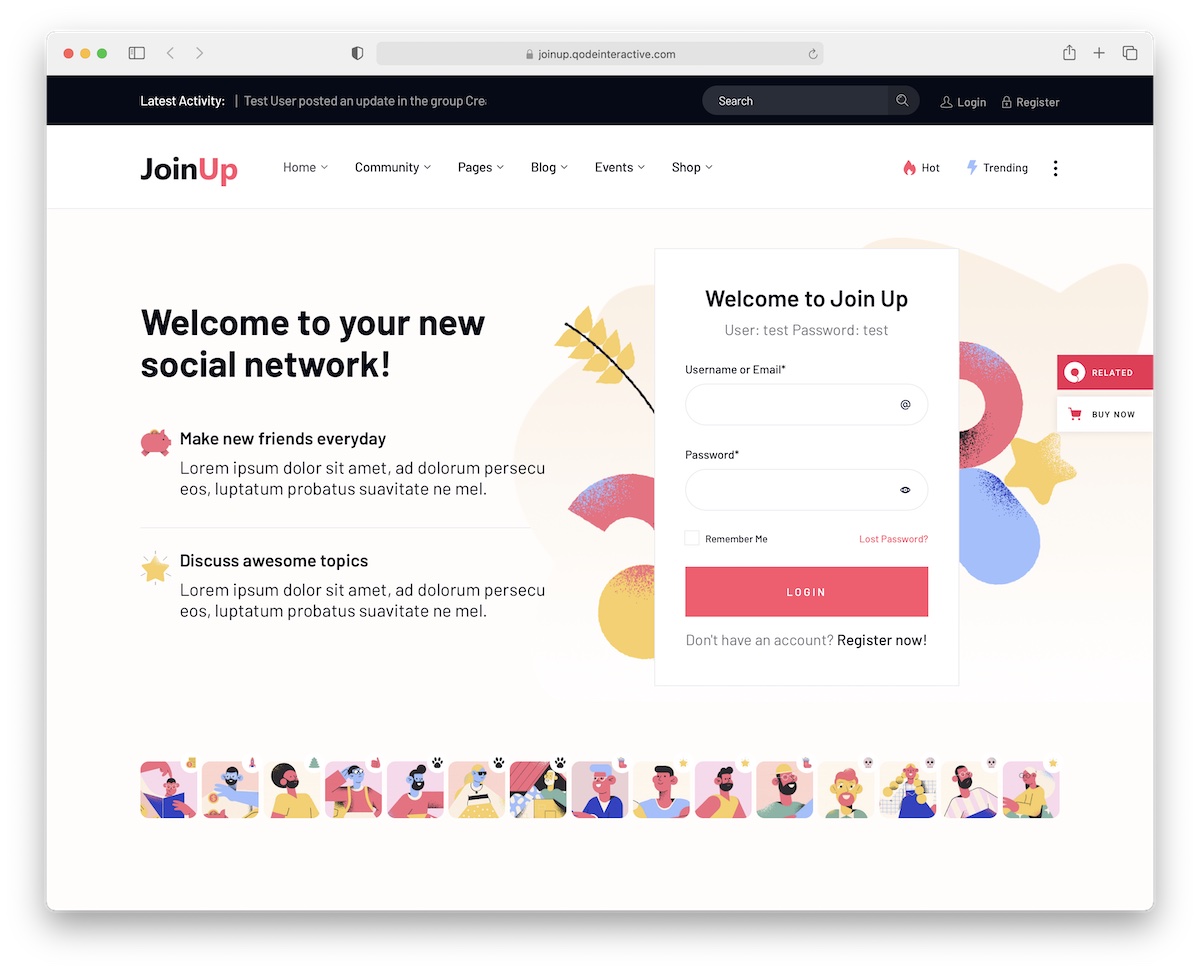 joinup.qodeinteractive.com
Latest Activity: | Test User posted an update in the group Cre
Search
Login
Register
JoinUp
Home
Community
Pages
Blog
Events
Shop
Hot
Trending
Welcome to your new
social network!
Make new friends everyday
Lorem ipsum dolor sit amet, ad dolorum persecu
eos, luptatum probatus suavitate ne mel.
Discuss awesome topics
Lorem ipsum dolor sit amet, ad dolorum persecu
eos, luptatum probatus suavitate ne mel.
Welcome to Join Up
User: test Password: test
Username or Email*
@
Password*
Remember Me
Lost Password?
LOGIN
Don't have an account? Register now!
RELATED
BUY NOW